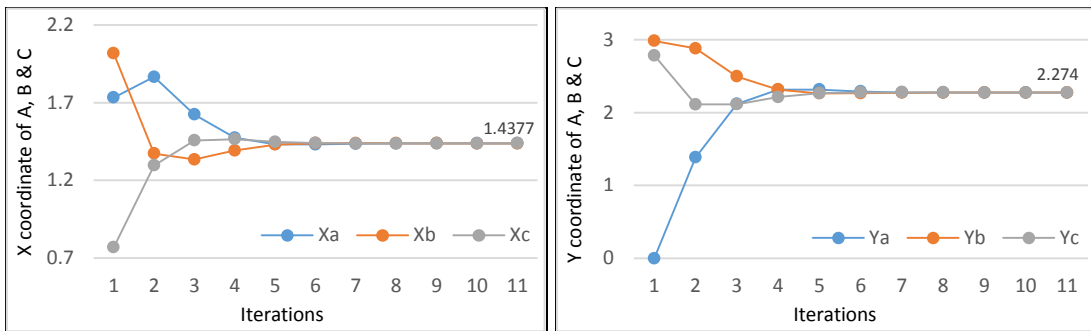 X coordinate of A, B & C
2.2
1.7
1.2
0.7
1.4377
Xa Xb Xc
1 2 3 4 5 6 7 8 9 10 11
Iterations
Y coordinate of A, B & C
3
2
1
0
2.274
Ya Yb Yc
1 2 3 4 5 6 7 8 9 10 11
Iterations